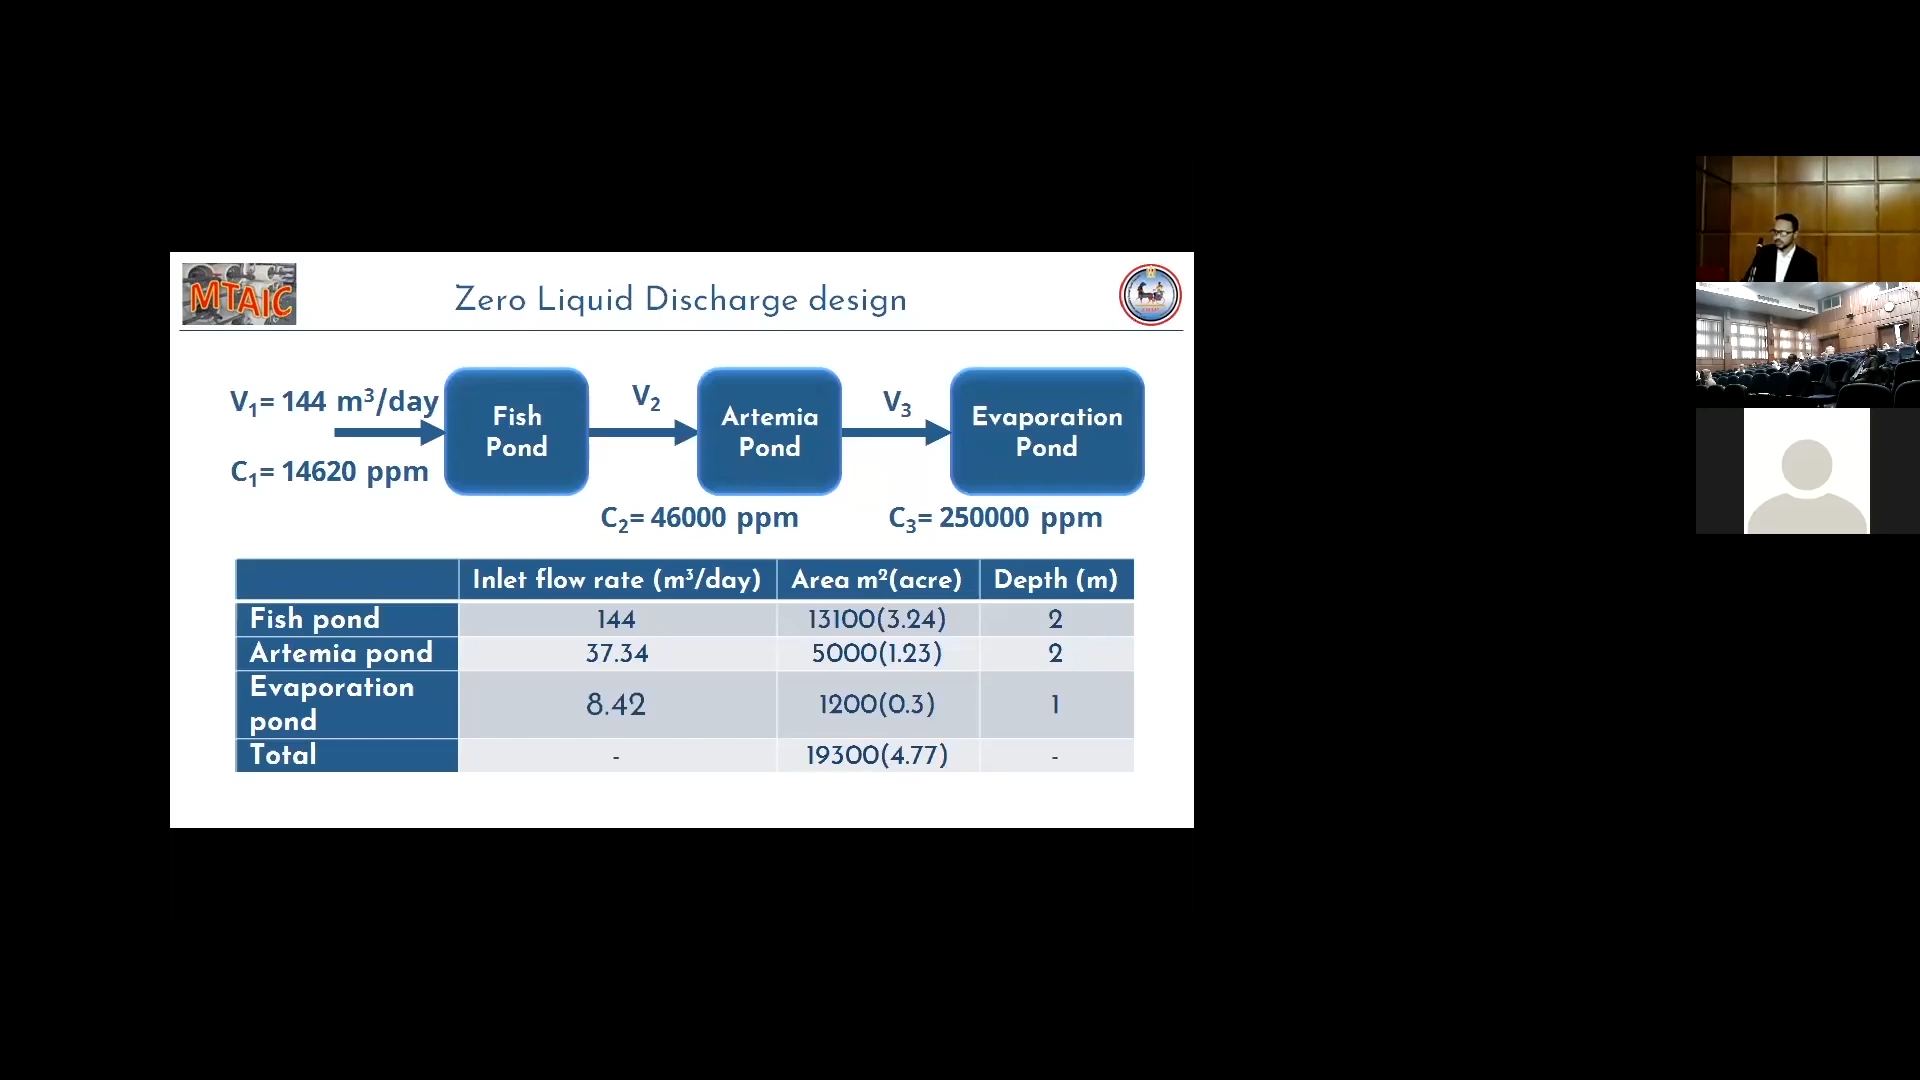 MTAIC
Zero Liquid Discharge design
V₁= 144 m³/day
C₁= 14620 ppm
Fish
Pond
V₂
Artemia
Pond
V₃
Evaporation
Pond
C₂= 46000 ppm
C₃= 250000 ppm
Inlet flow rate (m³/day) Area m²(acre) Depth (m)
Fish pond 144 13100(3.24) 2
Artemia pond 37.34 5000(1.23) 2
Evaporation
pond 8.42 1200(0.3) 1
Total - 19300(4.77) -